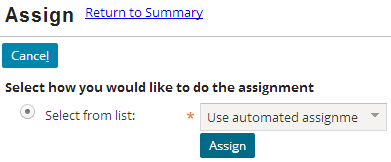 Assign Return to Summary
Cancel
Select how you would like to do the assignment
Select from list: * Use automated assignme
Assign